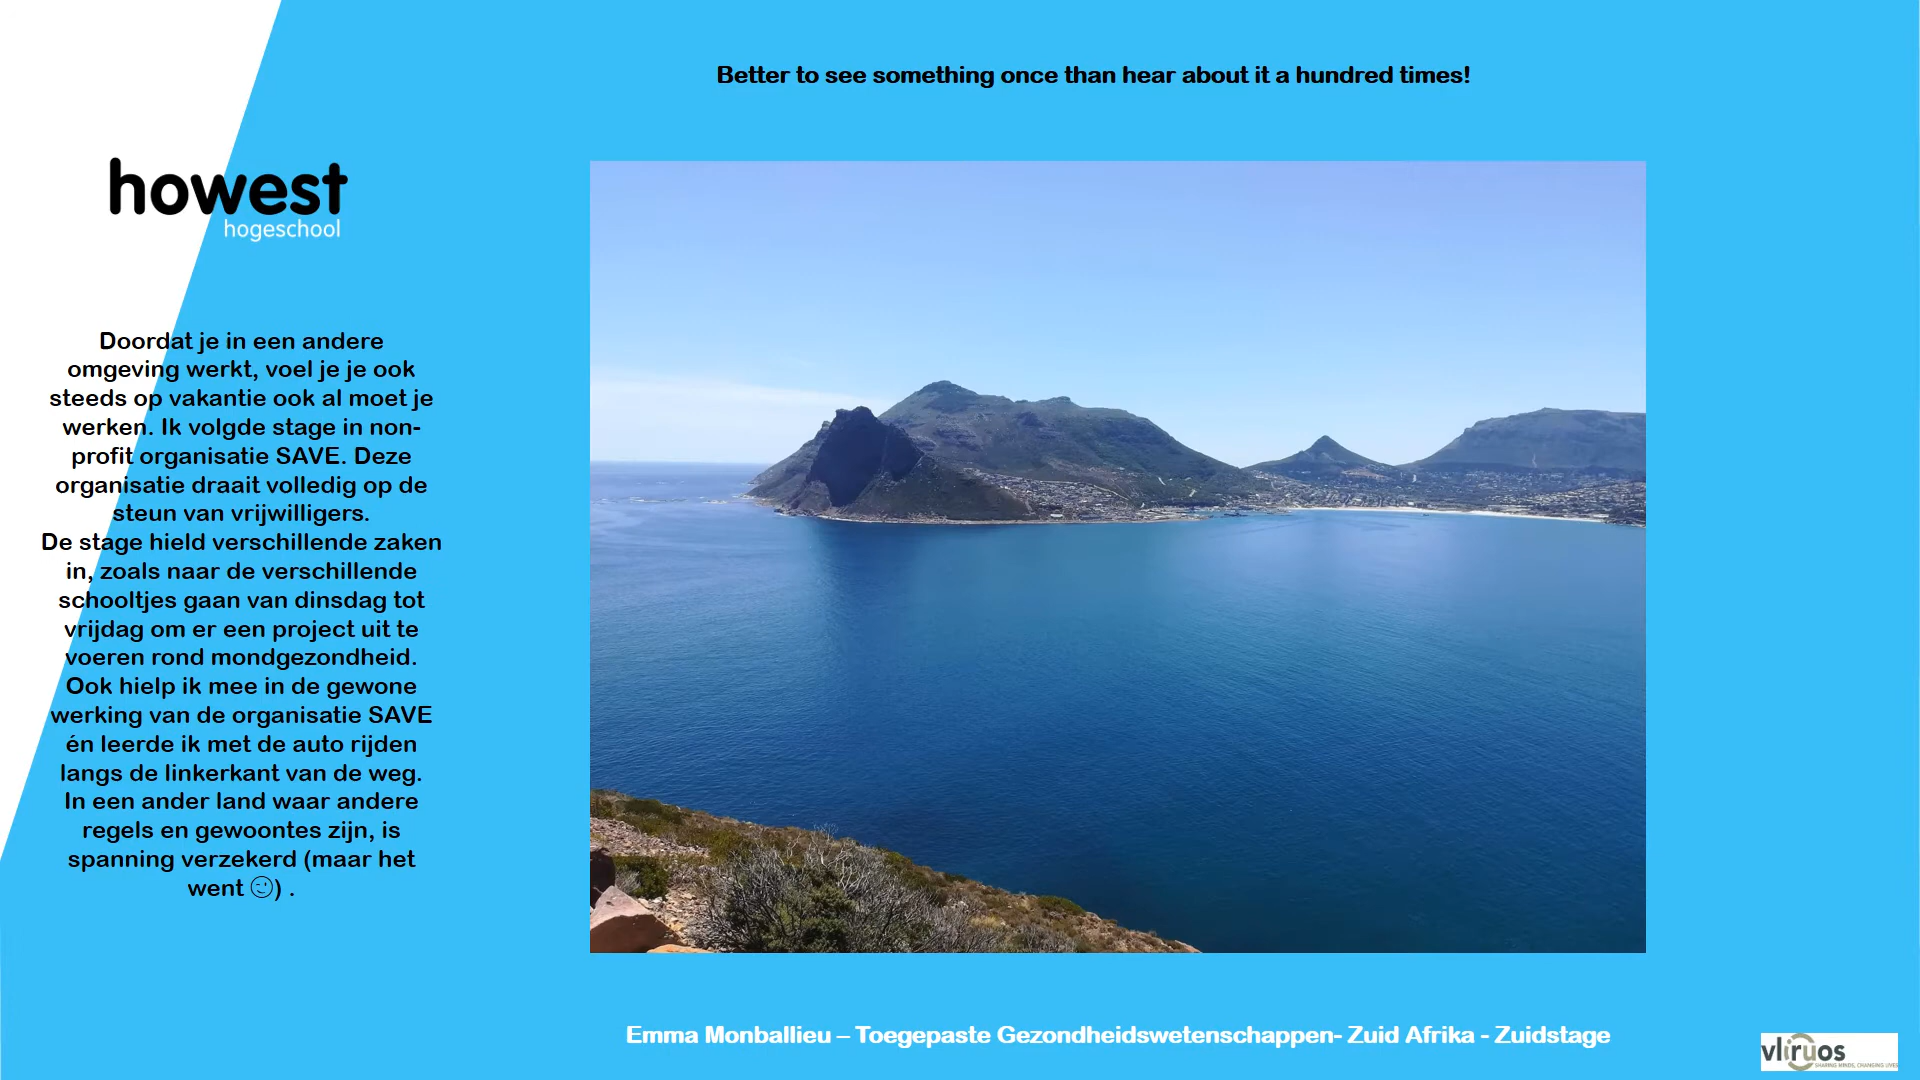 Better to see something once than hear about it a hundred times!
howest
hogeschool
Doordat je in een andere
omgeving werkt, voel je je ook
steeds op vakantie ook al moet je
werken. Ik volgde stage in non-
profit organisatie SAVE. Deze
organisatie draait volledig op de
steun van vrijwilligers.
De stage hield verschillende zaken
in, zoals naar de verschillende
schooltjes gaan van dinsdag tot
vrijdag om er een project uit te
voeren rond mondgezondheid.
Ook hielp ik mee in de gewone
werking van de organisatie SAVE
én leerde ik met de auto rijden
langs de linkerkant van de weg.
In een ander land waar andere
regels en gewoontes zijn, is
spanning verzekerd (maar het
went 😉) .
Emma Monballieu – Toegepaste Gezondheidswetenschappen- Zuid Afrika - Zuidstage
vliruos
SHARING MINDS, CHANGING LIVES